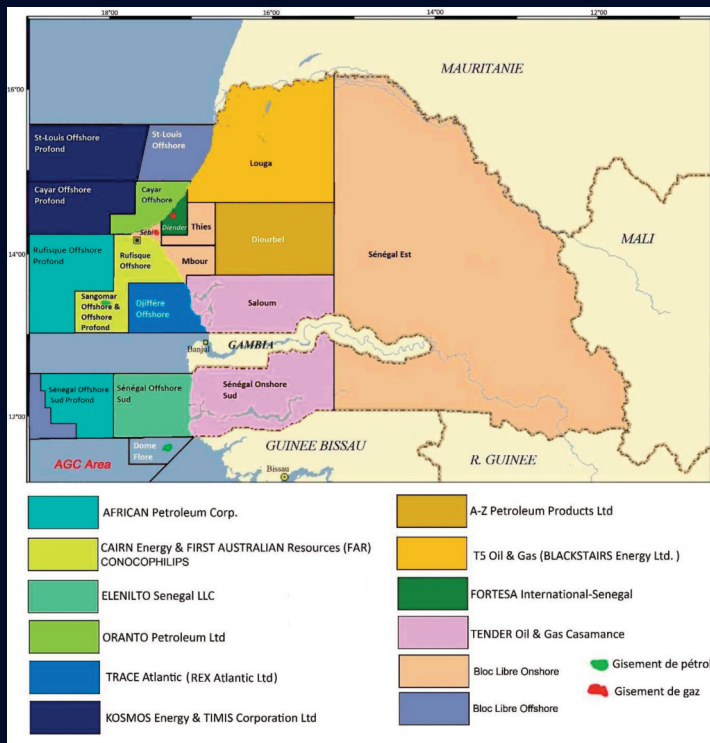 18°00
16°00
14°00
12°00
16°00
14°00
12°00
MAURITANIE
MALI
St-Louis Offshore
Profond
St-Louis
Offshore
Louga
Cayar Offshore
Profond
Cayar
Offshore
Diender
Sébi
Thies
Diourbel
Sénégal Est
Rufisque Offshore
Profond
Rufisque
Offshore
Mbour
Sangomar
Offshore &
Offshore
Profond
Djiffére
Offshore
Saloum
Banjul
GAMBIA
Sénégal Offshore
Sud Profond
Sénégal Offshore
Sud
Sénégal Onshore
Sud
AGC Area
Dome
Flore
GUINEE BISSAU
Bissau
R. GUINEE
AFRICAN Petroleum Corp.
CAIRN Energy & FIRST AUSTRALIAN Resources (FAR)
CONOCOPHILIPS
ELENILTO Senegal LLC
ORANTO Petroleum Ltd
TRACE Atlantic (REX Atlantic Ltd)
KOSMOS Energy & TIMIS Corporation Ltd
A-Z Petroleum Products Ltd
T5 Oil & Gas (BLACKSTAIRS Energy Ltd. )
FORTESA International-Senegal
TENDER Oil & Gas Casamance
Bloc Libre Onshore
Bloc Libre Offshore
Gisement de pétrol
Gisement de gaz